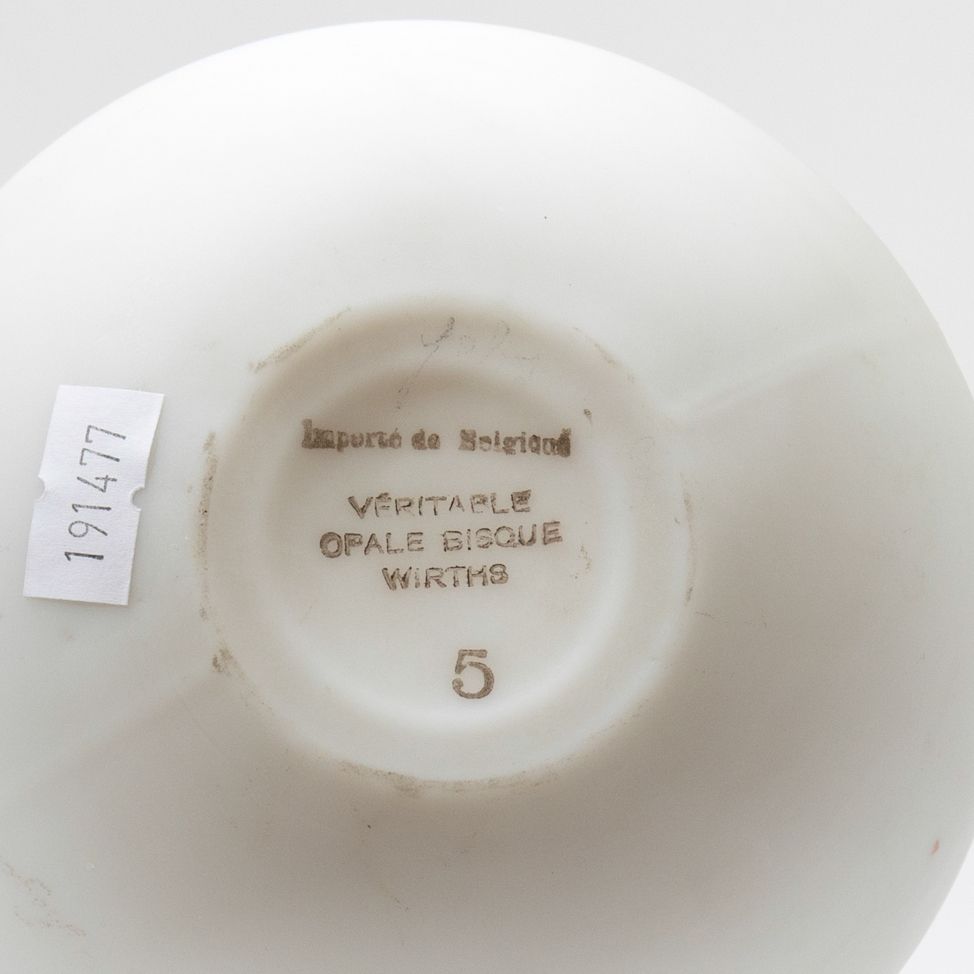 Importé de Belgique
VÉRITABLE
OPALE BISQUE
WIRTHS
5
191477